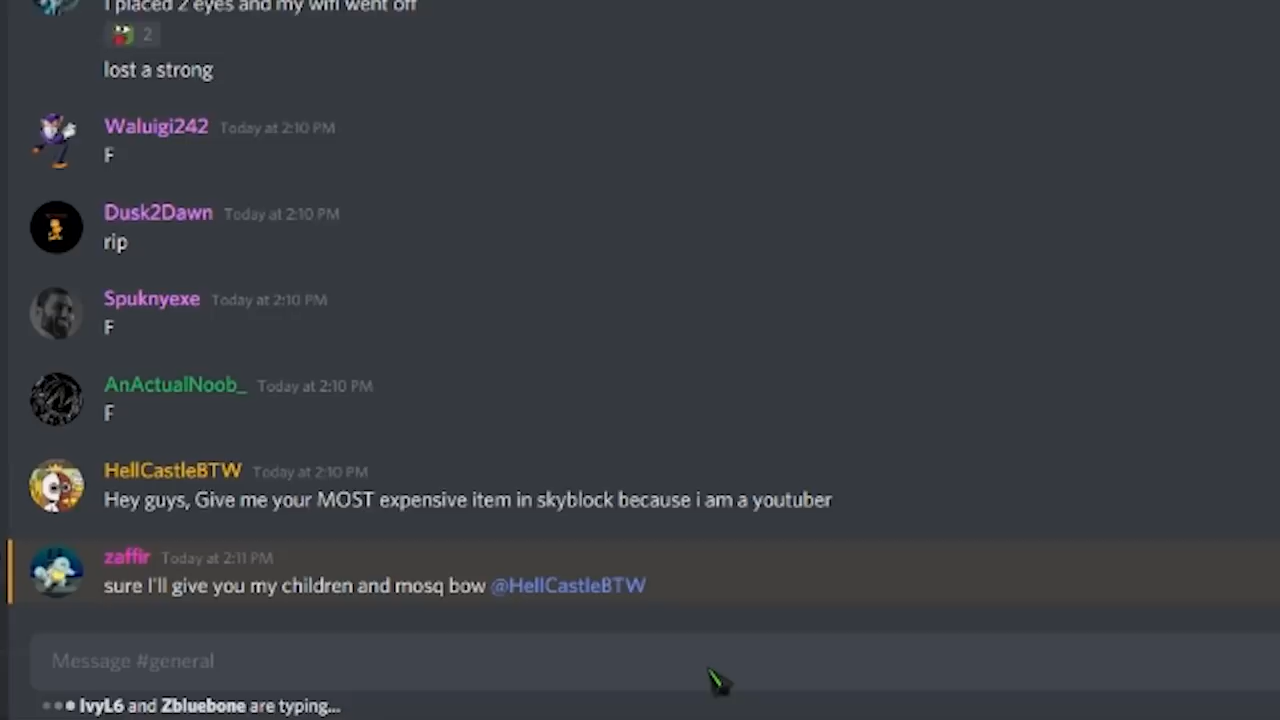 I placed 2 eyes and my wifi went off
2
lost a strong
Waluigi242 Today at 2:10 PM
F
Dusk2Dawn Today at 2:10 PM
rip
Spuknyexe Today at 2:10 PM
F
AnActualNoob_ Today at 2:10 PM
F
HellCastleBTW Today at 2:10 PM
Hey guys, Give me your MOST expensive item in skyblock because i am a youtuber
zaffir Today at 2:11 PM
sure I'll give you my children and mosq bow @HellCastleBTW
Message #general
IvyL6 and Zbluebone are typing...